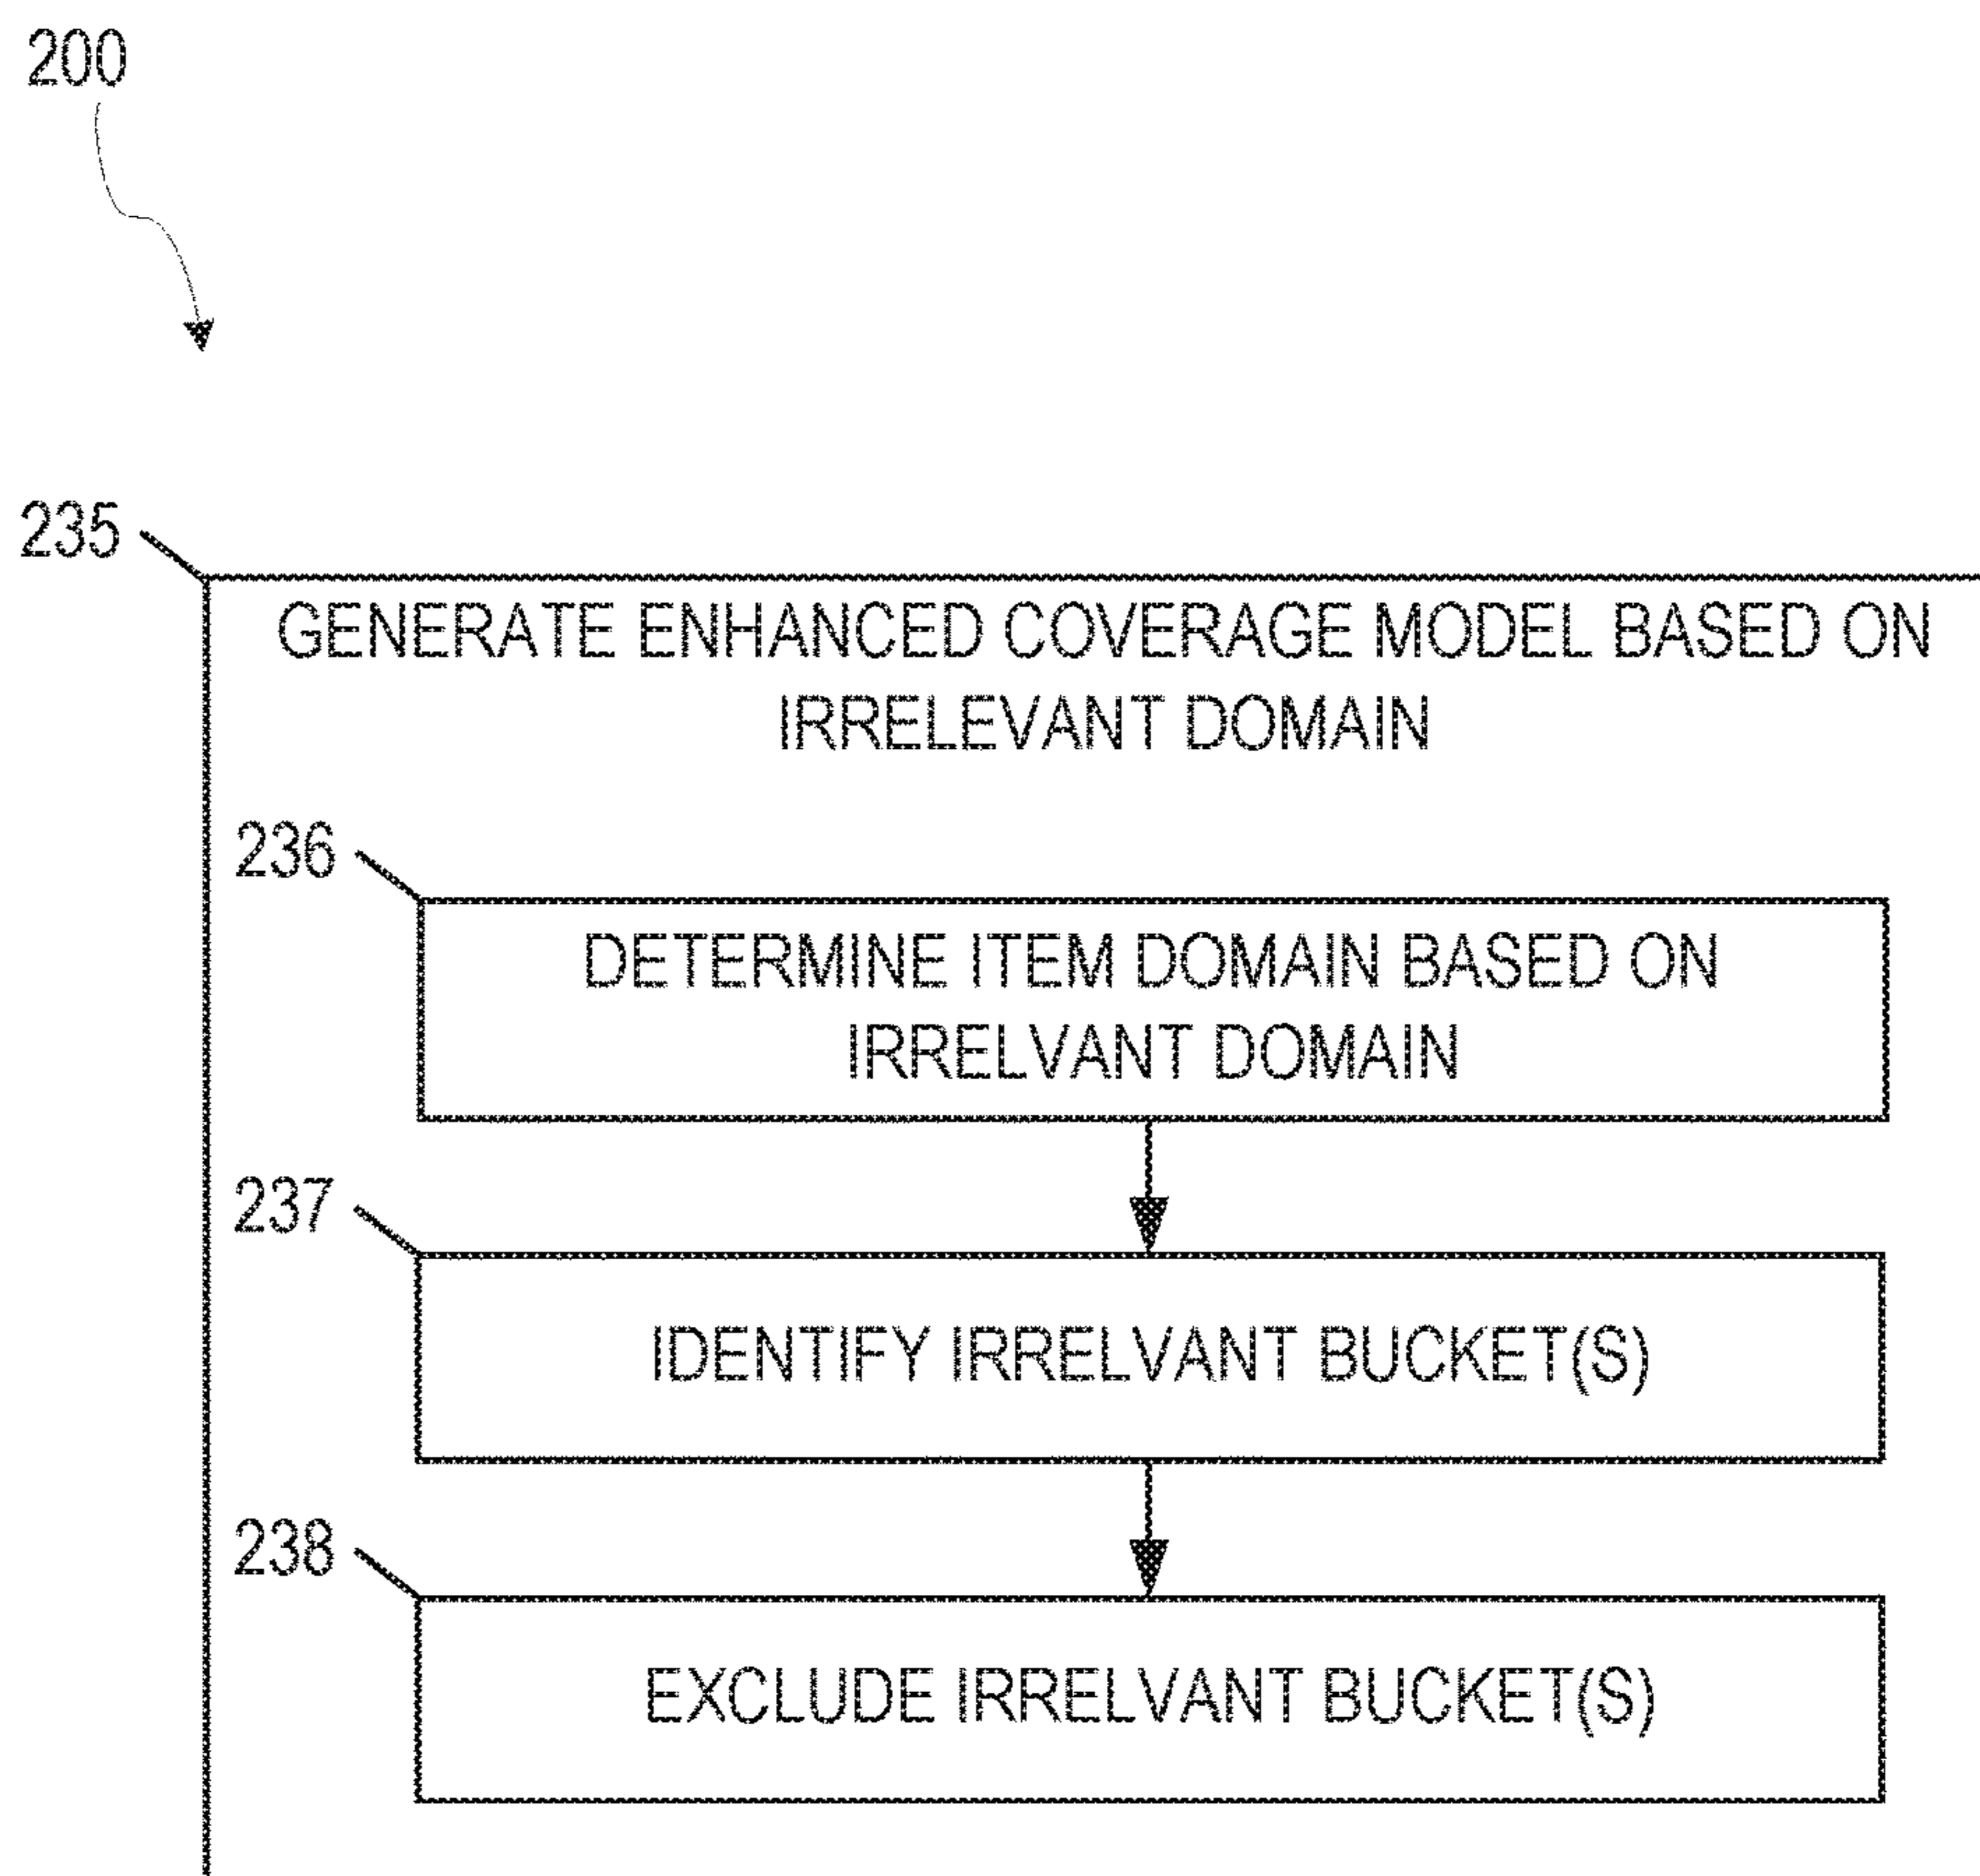 200
235
GENERATE ENHANCED COVERAGE MODEL BASED ON
IRRELEVANT DOMAIN
236
DETERMINE ITEM DOMAIN BASED ON
IRRELVANT DOMAIN
237
IDENTIFY IRRELVANT BUCKET(S)
238
EXCLUDE IRRELVANT BUCKET(S)